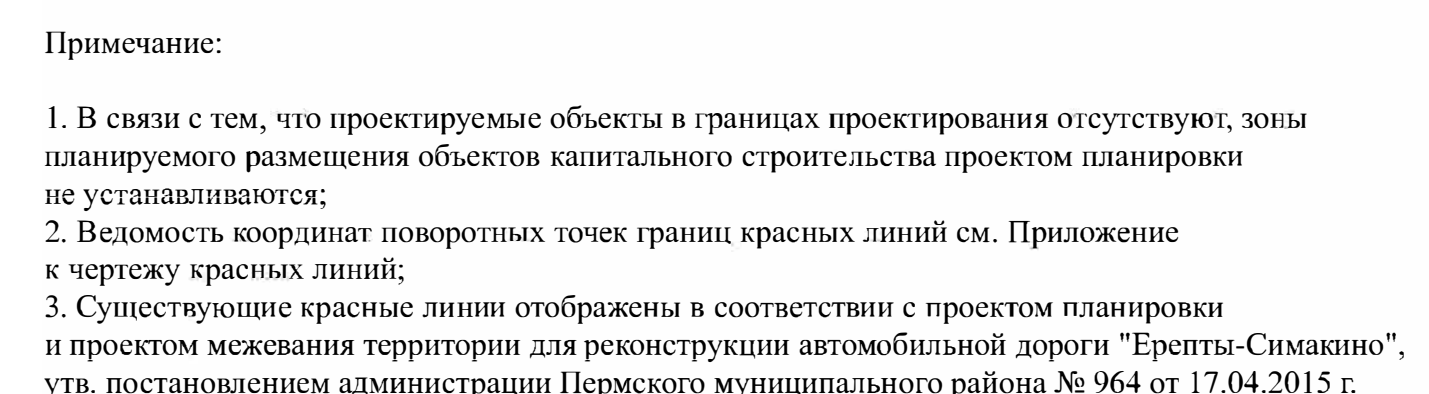 Примечание:
1. В связи с тем, что проектируемые объекты в границах проектирования отсутствуют, зоны
планируемого размещения объектов капитального строительства проектом планировки
не устанавливаются;
2. Ведомость координат поворотных точек границ красных линий см. Приложение
к чертежу красных линий;
3. Существующие красные линии отображены в соответствии с проектом планировки
и проектом межевания территории для реконструкции автомобильной дороги "Ерепты-Симакино",
утв. постановлением администрации Пермского муниципального района № 964 от 17.04.2015 г.